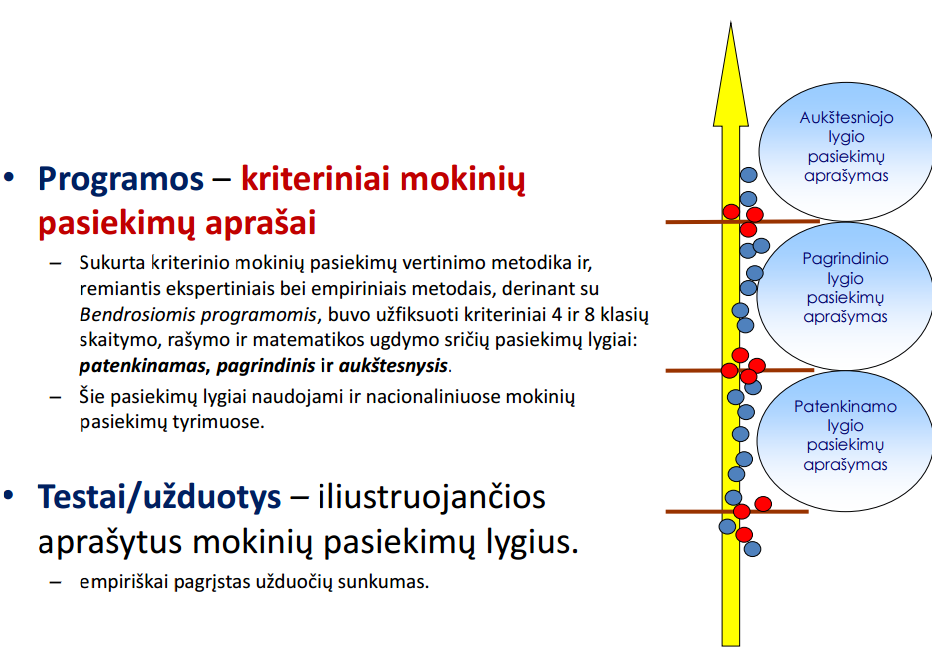 • Programos – kriteriniai mokinių
pasiekimų aprašai
– Sukurta kriterinio mokinių pasiekimų vertinimo metodika ir,
remiantis ekspertiniais bei empiriniais metodais, derinant su
Bendrosiomis programomis, buvo užfiksuoti kriteriniai 4 ir 8 klasių
skaitymo, rašymo ir matematikos ugdymo sričių pasiekimų lygiai:
patenkinamas, pagrindinis ir aukštesnysis.
– Šie pasiekimų lygiai naudojami ir nacionaliniuose mokinių
pasiekimų tyrimuose.
• Testai/užduotys – iliustruojančios
aprašytus mokinių pasiekimų lygius.
– empiriškai pagrįstas užduočių sunkumas.
Aukštesniojo
lygio
pasiekimų
aprašymas
Pagrindinio
lygio
pasiekimų
aprašymas
Patenkinamo
lygio
pasiekimų
aprašymas